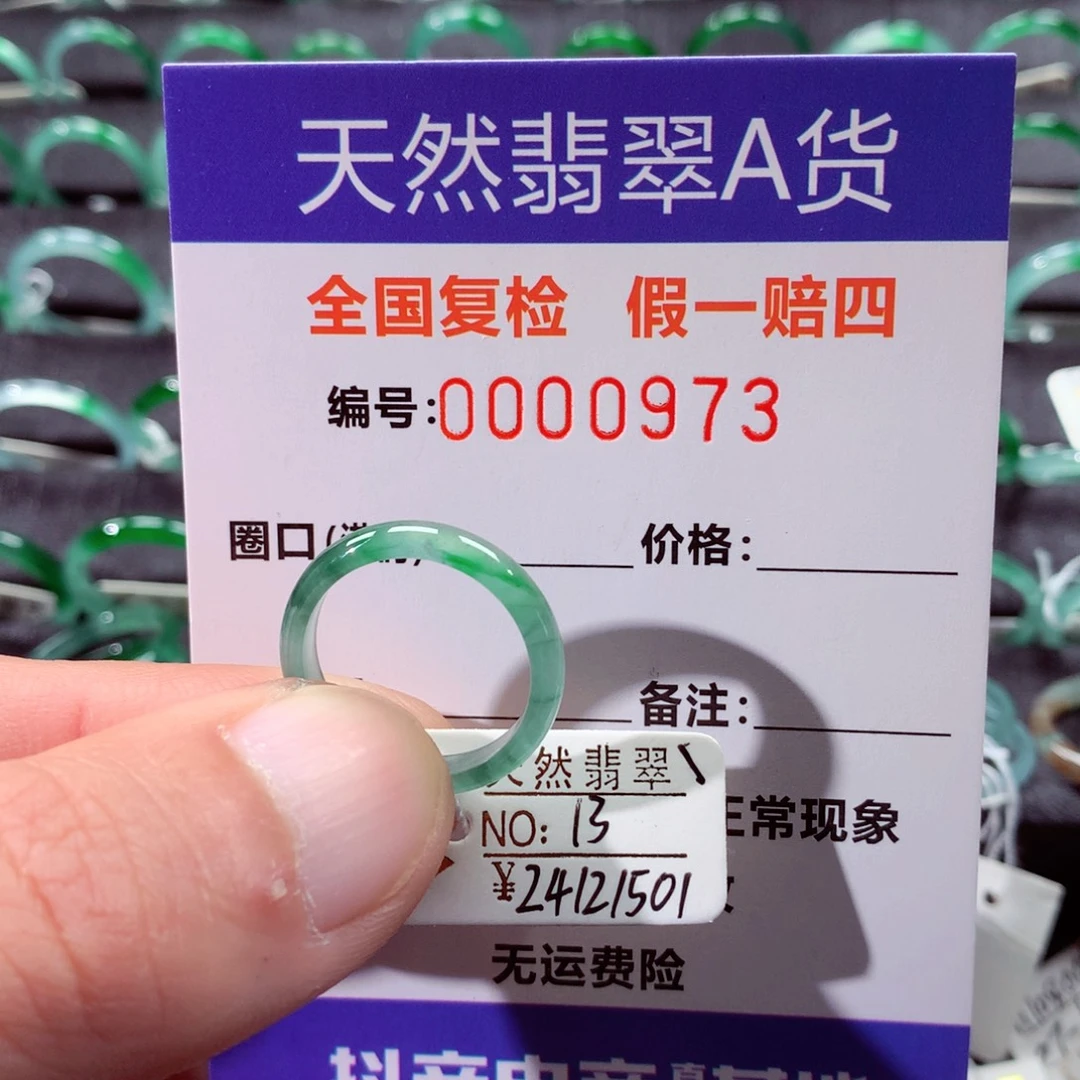 天然翡翠A货
全国复检 假一赔四
编号:0000973
圈口( 价格:
备注:
然翡翠
NO: 13
正常现象
¥24121501
无运费险